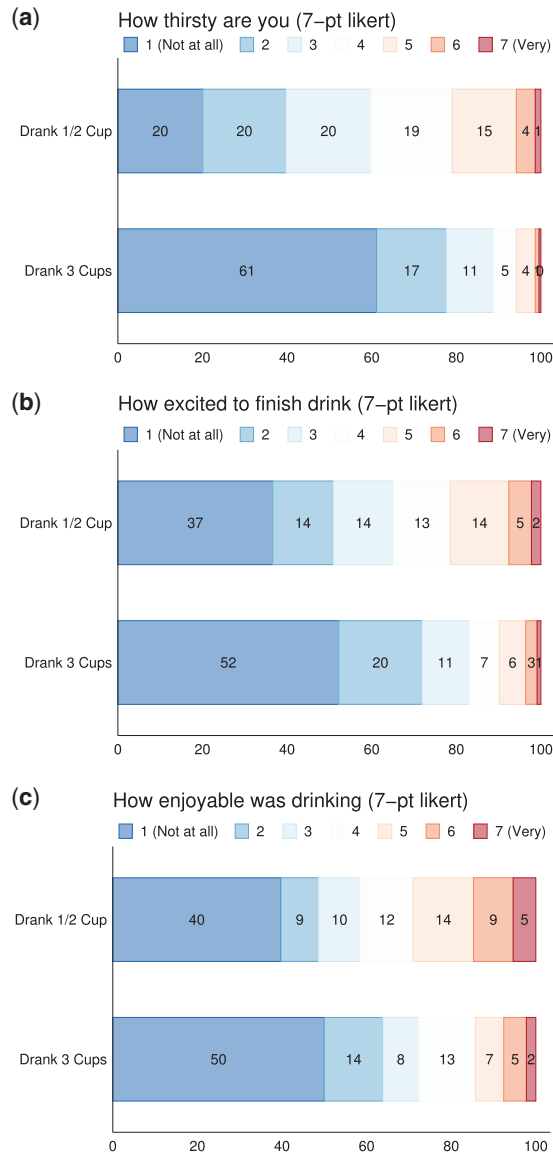 (a) How thirsty are you (7−pt likert)
1 (Not at all) 2 3 4 5 6 7 (Very)
Drank 1/2 Cup 20 20 20 19 15 4 1
Drank 3 Cups 61 17 11 5 4 1 0
0 20 40 60 80 100
(b) How excited to finish drink (7−pt likert)
1 (Not at all) 2 3 4 5 6 7 (Very)
Drank 1/2 Cup 37 14 14 13 14 5 2
Drank 3 Cups 52 20 11 7 6 3 1
0 20 40 60 80 100
(c) How enjoyable was drinking (7−pt likert)
1 (Not at all) 2 3 4 5 6 7 (Very)
Drank 1/2 Cup 40 9 10 12 14 9 5
Drank 3 Cups 50 14 8 13 7 5 2
0 20 40 60 80 100